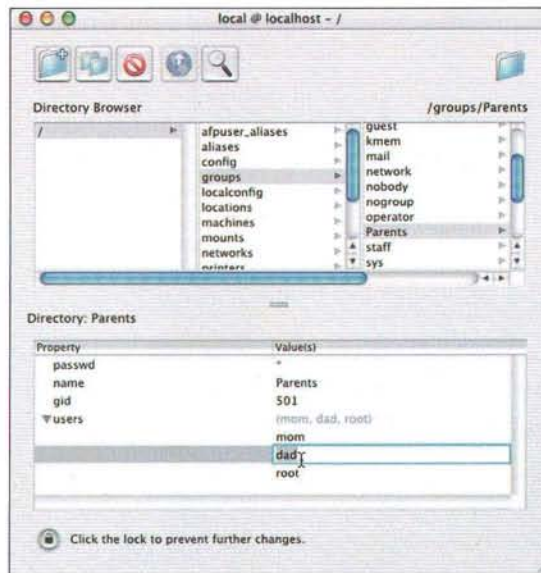 local @ localhost - /
Directory Browser
/groups/Parents
/
afpuser_aliases
aliases
config
groups
localconfig
locations
machines
mounts
networks
printers
guest
kmem
mail
network
nobody
nogroup
operator
Parents
staff
sys
Directory: Parents
Property Value(s)
passwd *
name Parents
gid 501
users (mom, dad, root)
mom
dad
root
Click the lock to prevent further changes.